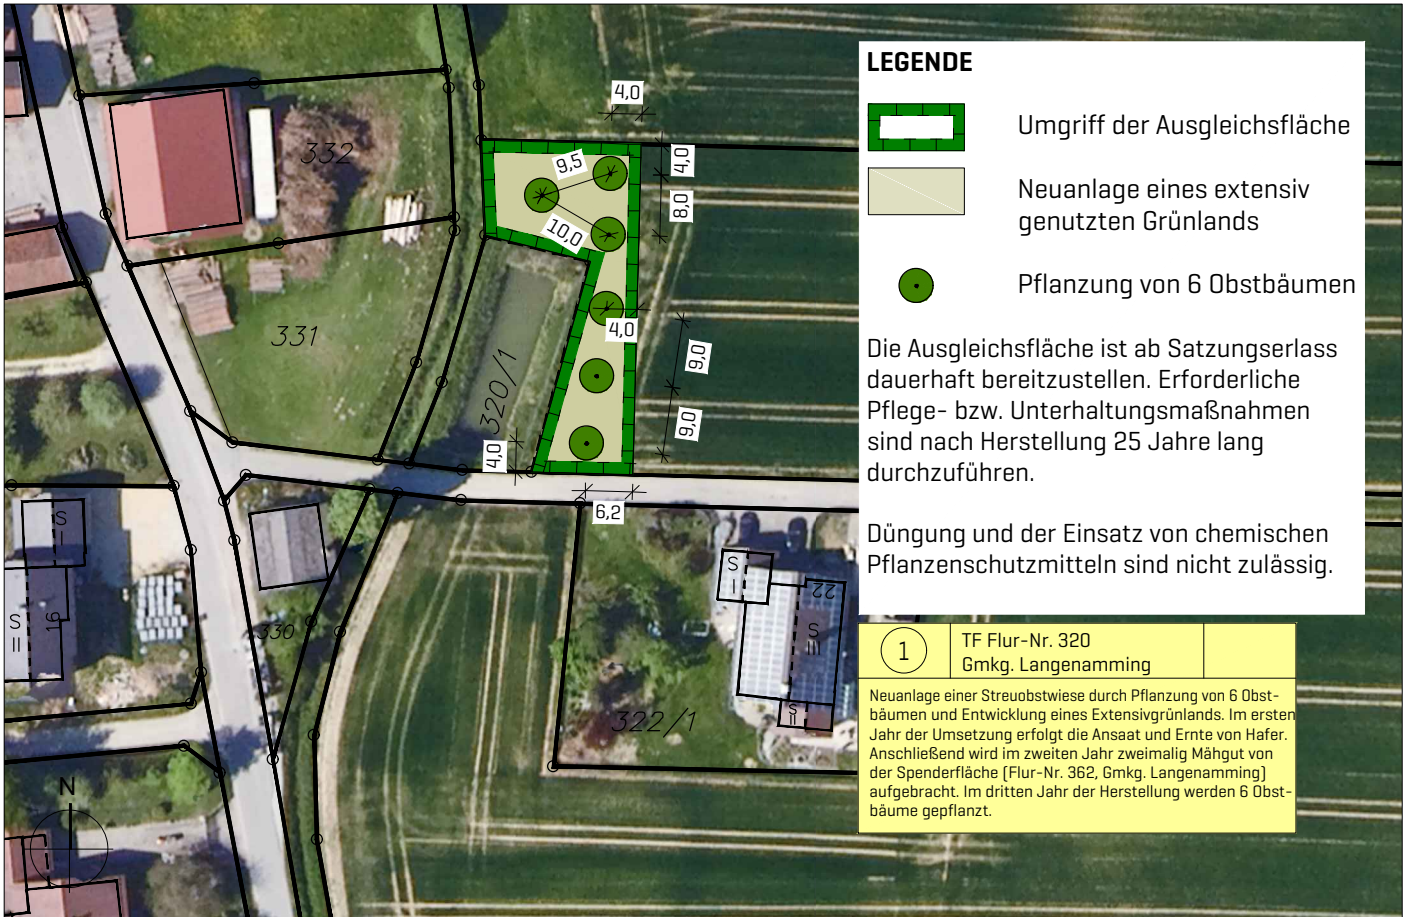 4,0
9,5
4,0
8,0
10,0
4,0
9,0
9,0
4,0
6,2
332
331
320/1
330
322/1
S
I
S
II
16
S
I
22
S
III
S
II
N
LEGENDE
Umgriff der Ausgleichsfläche
Neuanlage eines extensiv
genutzten Grünlands
Pflanzung von 6 Obstbäumen
Die Ausgleichsfläche ist ab Satzungserlass
dauerhaft bereitzustellen. Erforderliche
Pflege- bzw. Unterhaltungsmaßnahmen
sind nach Herstellung 25 Jahre lang
durchzuführen.
Düngung und der Einsatz von chemischen
Pflanzenschutzmitteln sind nicht zulässig.
1
TF Flur-Nr. 320
Gmkg. Langenamming
Neuanlage einer Streuobstwiese durch Pflanzung von 6 Obst-
bäumen und Entwicklung eines Extensivgrünlands. Im ersten
Jahr der Umsetzung erfolgt die Ansaat und Ernte von Hafer.
Anschließend wird im zweiten Jahr zweimalig Mähgut von
der Spenderfläche (Flur-Nr. 362, Gmkg. Langenamming)
aufgebracht. Im dritten Jahr der Herstellung werden 6 Obst-
bäume gepflanzt.